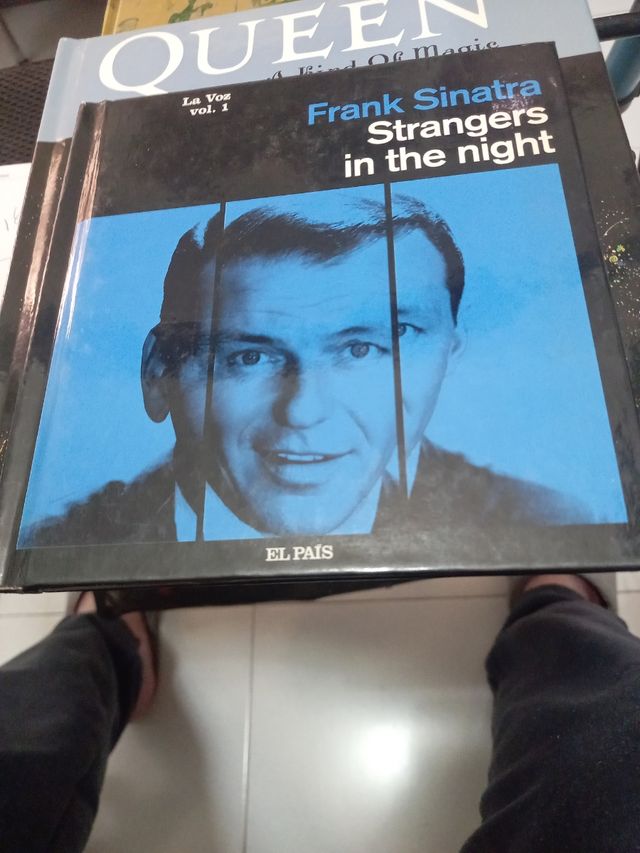 QUEEN
A Kind Of Magic
La Voz
vol. 1
Frank Sinatra
Strangers
in the night
EL PAÍS